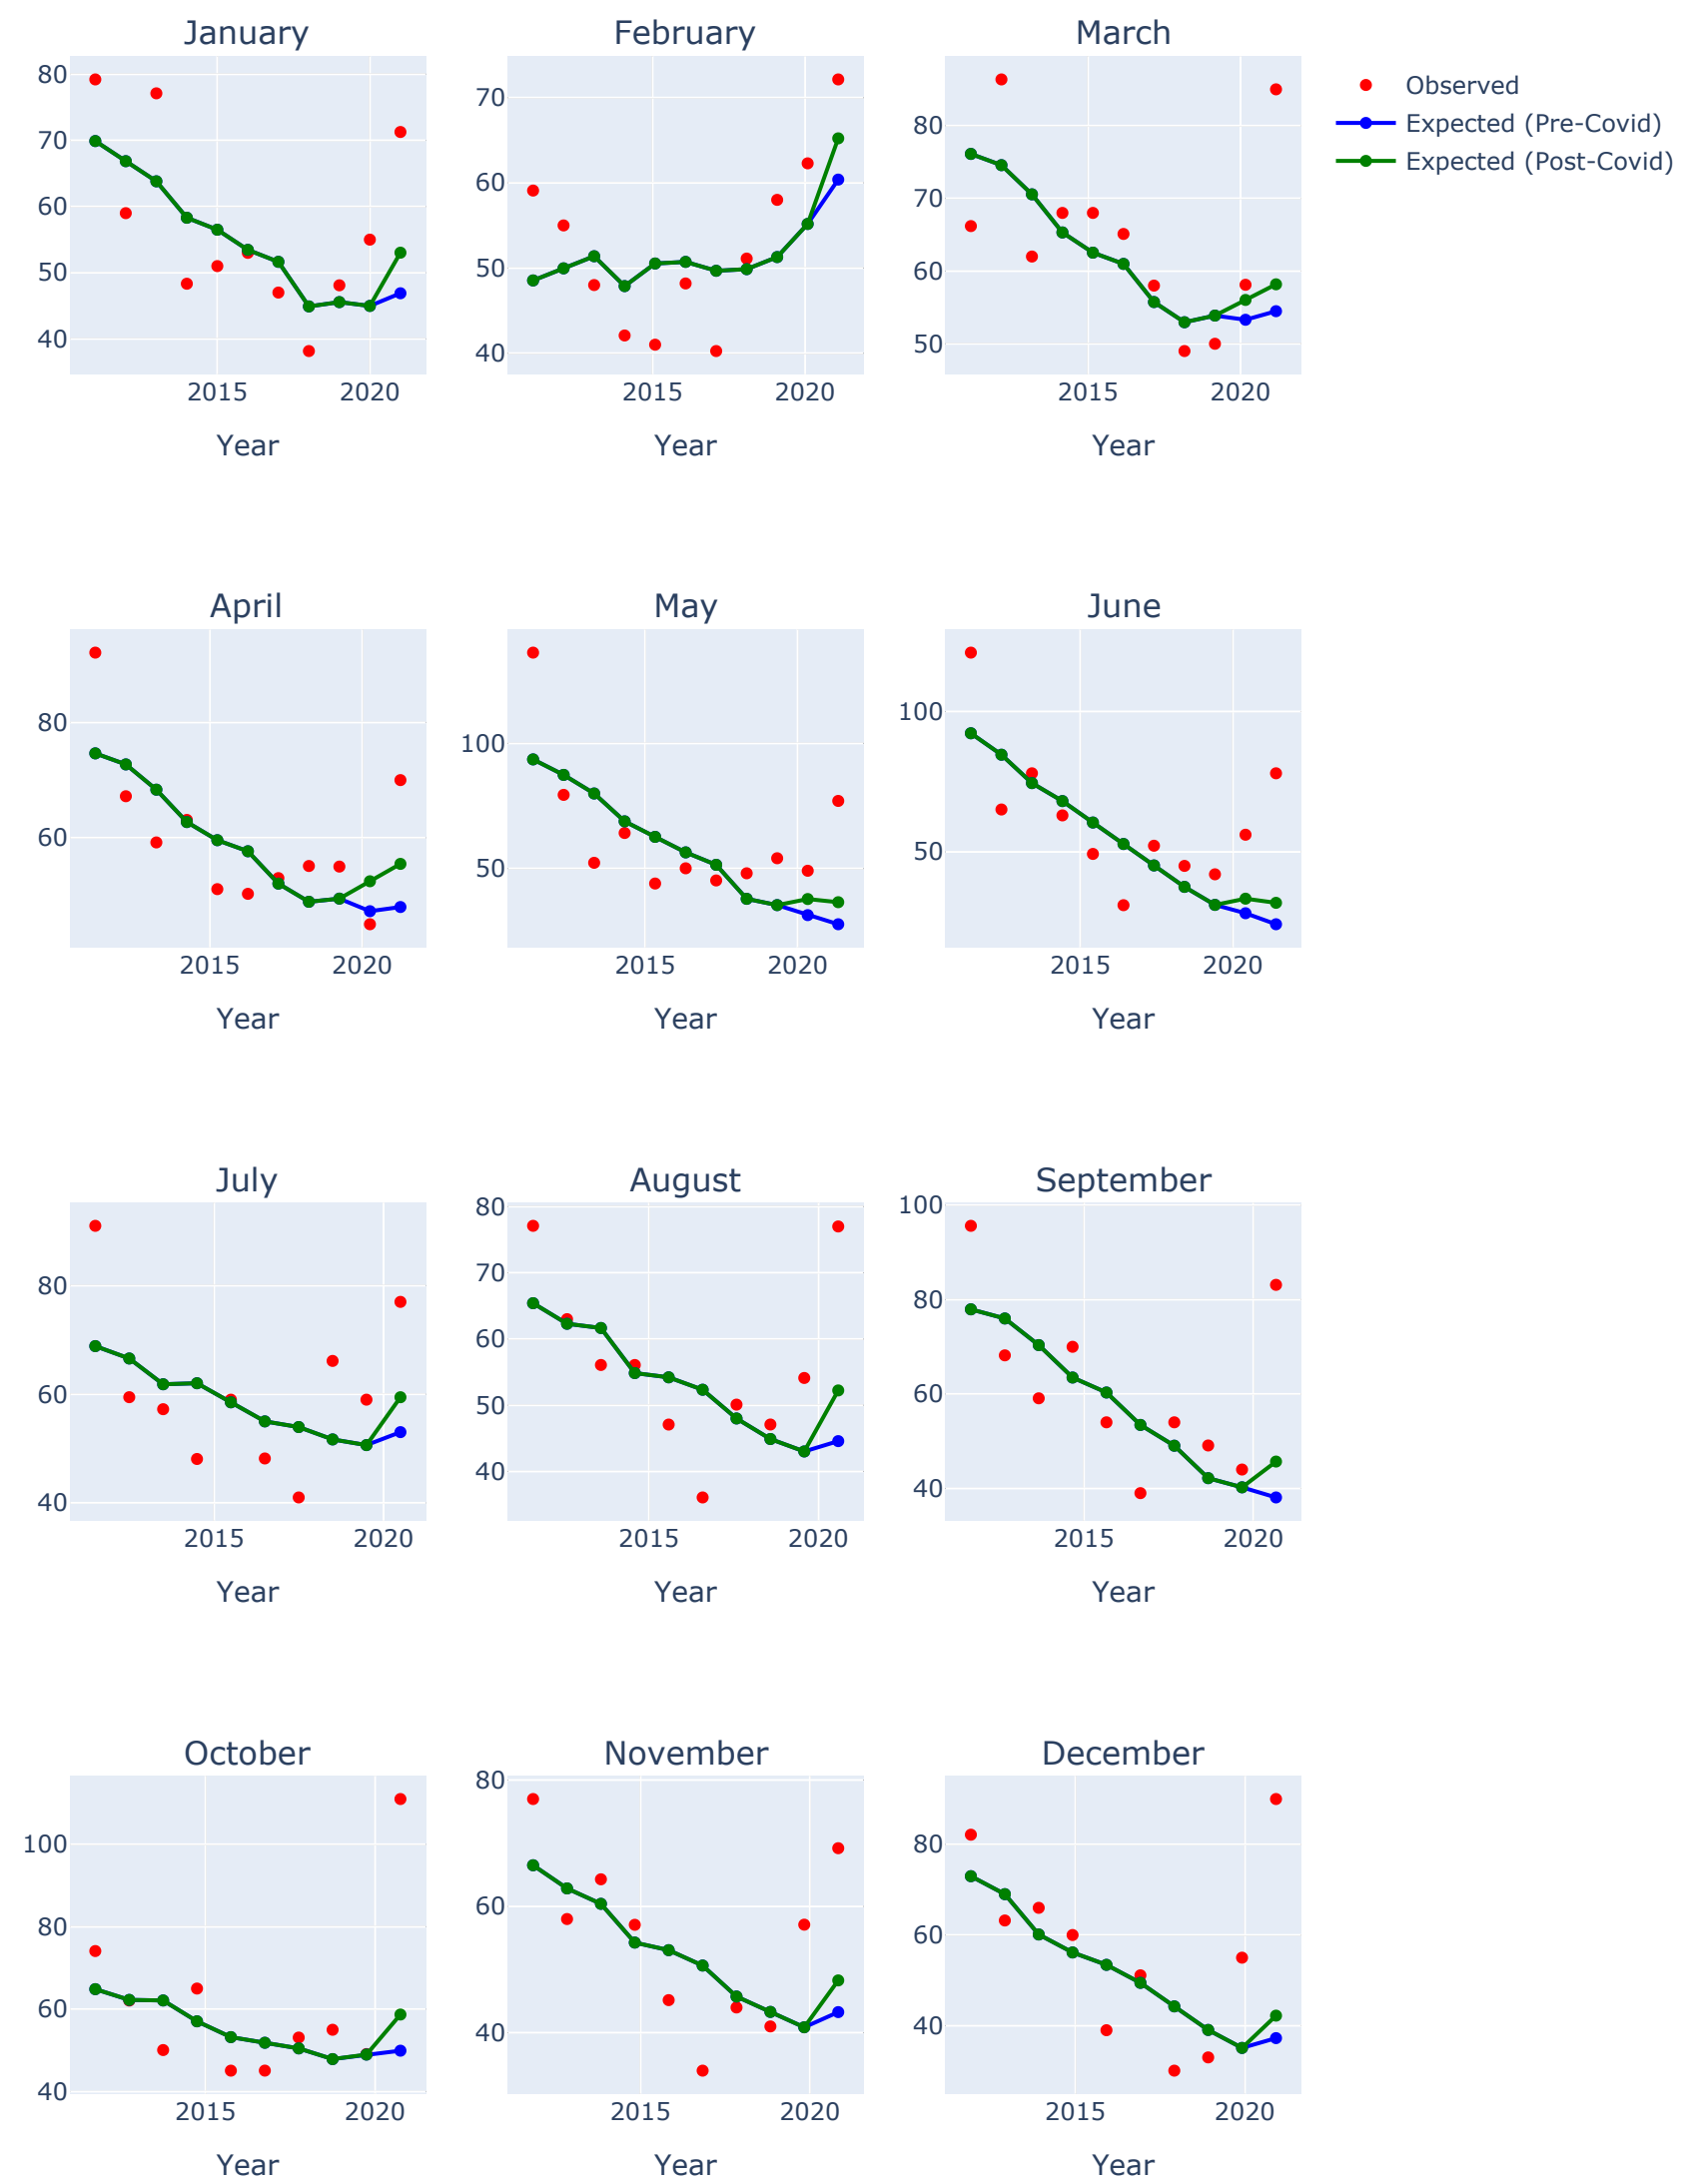 January
February
March
80
70
60
50
40
2015
2020
Year
70
60
50
40
2015
2020
Year
80
70
60
50
2015
2020
Year
Observed
Expected (Pre-Covid)
Expected (Post-Covid)
April
May
June
80
60
2015
2020
Year
100
50
2015
2020
Year
100
50
2015
2020
Year
July
August
September
80
60
40
2015
2020
Year
80
70
60
50
40
2015
2020
Year
100
80
60
40
2015
2020
Year
October
November
December
100
80
60
40
2015
2020
Year
80
60
40
2015
2020
Year
80
60
40
2015
2020
Year